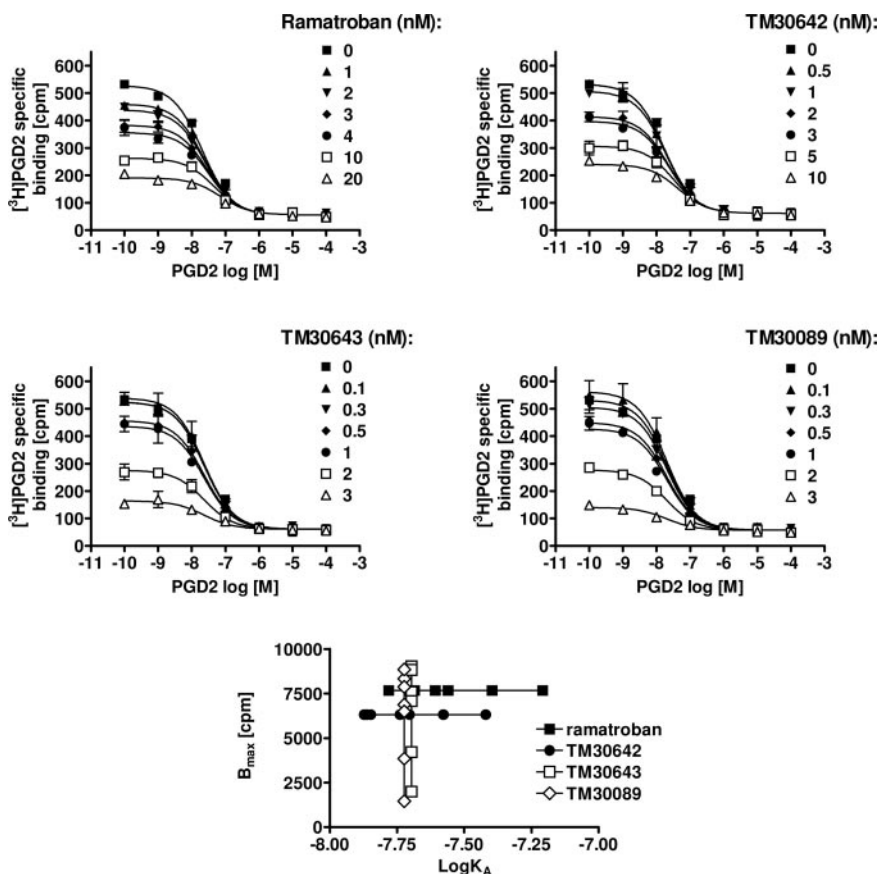 Ramatroban (nM):
0
1
2
3
4
10
20
[³H]PGD2 specific
binding [cpm]
600
500
400
300
200
100
0
-11 -10 -9 -8 -7 -6 -5 -4 -3
PGD2 log [M]
TM30642 (nM):
0
0.5
1
2
3
5
10
[³H]PGD2 specific
binding [cpm]
600
500
400
300
200
100
0
-11 -10 -9 -8 -7 -6 -5 -4 -3
PGD2 log [M]
TM30643 (nM):
0
0.1
0.3
0.5
1
2
3
[³H]PGD2 specific
binding [cpm]
600
500
400
300
200
100
0
-11 -10 -9 -8 -7 -6 -5 -4 -3
PGD2 log [M]
TM30089 (nM):
0
0.1
0.3
0.5
1
2
3
[³H]PGD2 specific
binding [cpm]
600
500
400
300
200
100
0
-11 -10 -9 -8 -7 -6 -5 -4 -3
PGD2 log [M]
Bmax [cpm]
10000
7500
5000
2500
0
ramatroban
TM30642
TM30643
TM30089
-8.00 -7.75 -7.50 -7.25 -7.00
LogKA